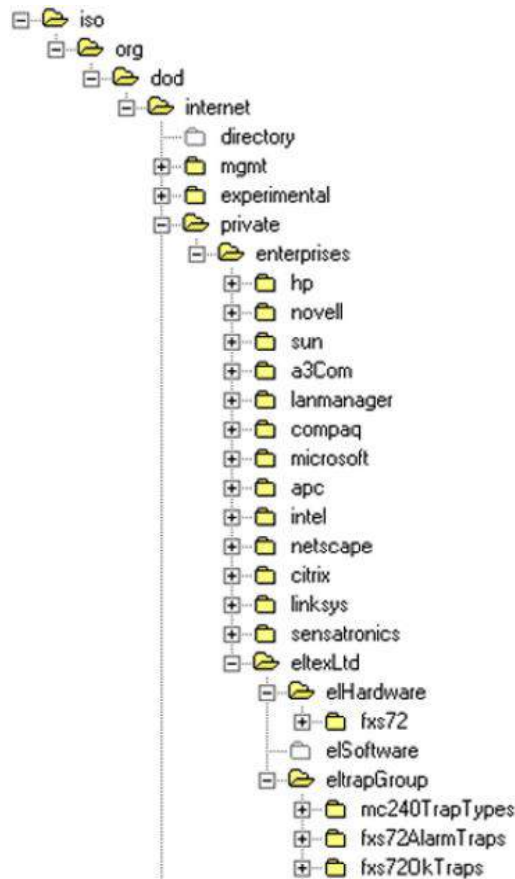 iso
org
dod
internet
directory
mgmt
experimental
private
enterprises
hp
novell
sun
a3Com
lanmanager
compaq
microsoft
apc
intel
netscape
citrix
linksys
sensatronics
eltexLtd
elHardware
fxs72
elSoftware
eltrapGroup
mc240TrapTypes
fxs72AlarmTraps
fxs72OkTraps